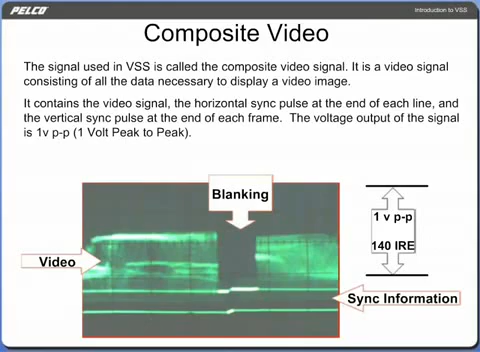 PELCO
Introduction to VSS
Composite Video
The signal used in VSS is called the composite video signal. It is a video signal
consisting of all the data necessary to display a video image.
It contains the video signal, the horizontal sync pulse at the end of each line, and
the vertical sync pulse at the end of each frame.  The voltage output of the signal
is 1v p-p (1 Volt Peak to Peak).
Blanking
1 v p-p
140 IRE
Video
Sync Information